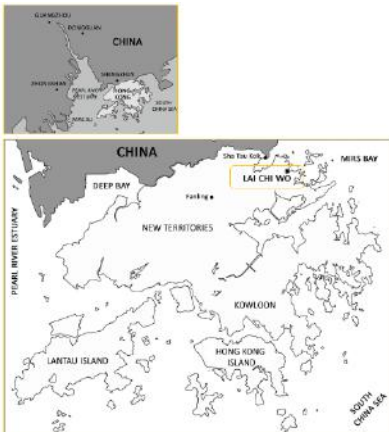 GUANGZHOU
DONGGUAN
CHINA
SHENZHEN
ZHONGSHAN
PEARL RIVER
ESTUARY
HONG
KONG
MACAU
SOUTH
CHINA SEA
CHINA
Sha Tau Kok
MIRS BAY
LAI CHI WO
DEEP BAY
Fanling
NEW TERRITORIES
PEARL RIVER ESTUARY
KOWLOON
LANTAU ISLAND
HONG KONG
ISLAND
SOUTH
CHINA SEA